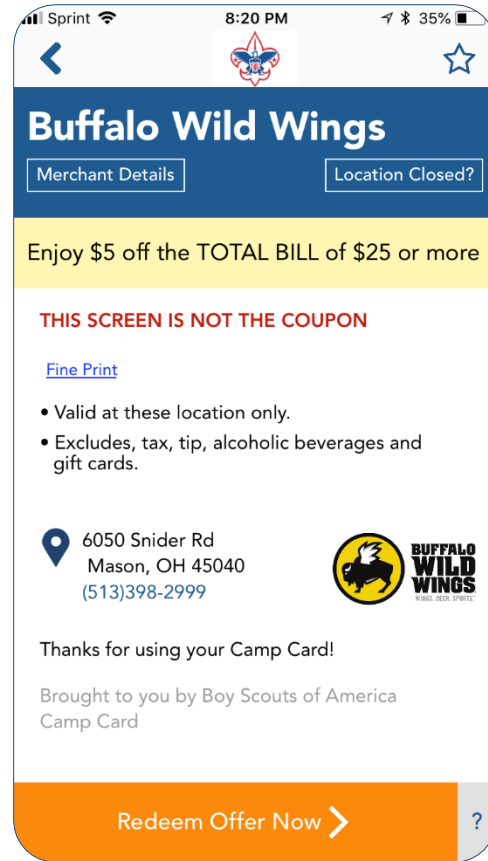 Sprint 8:20 PM 35%
Buffalo Wild Wings
Merchant Details Location Closed?
Enjoy $5 off the TOTAL BILL of $25 or more
THIS SCREEN IS NOT THE COUPON
Fine Print
• Valid at these location only.
• Excludes, tax, tip, alcoholic beverages and
gift cards.
6050 Snider Rd
Mason, OH 45040
(513)398-2999
BUFFALO
WILD
WINGS
WINGS. BEER. SPORTS.
Thanks for using your Camp Card!
Brought to you by Boy Scouts of America
Camp Card
Redeem Offer Now
?